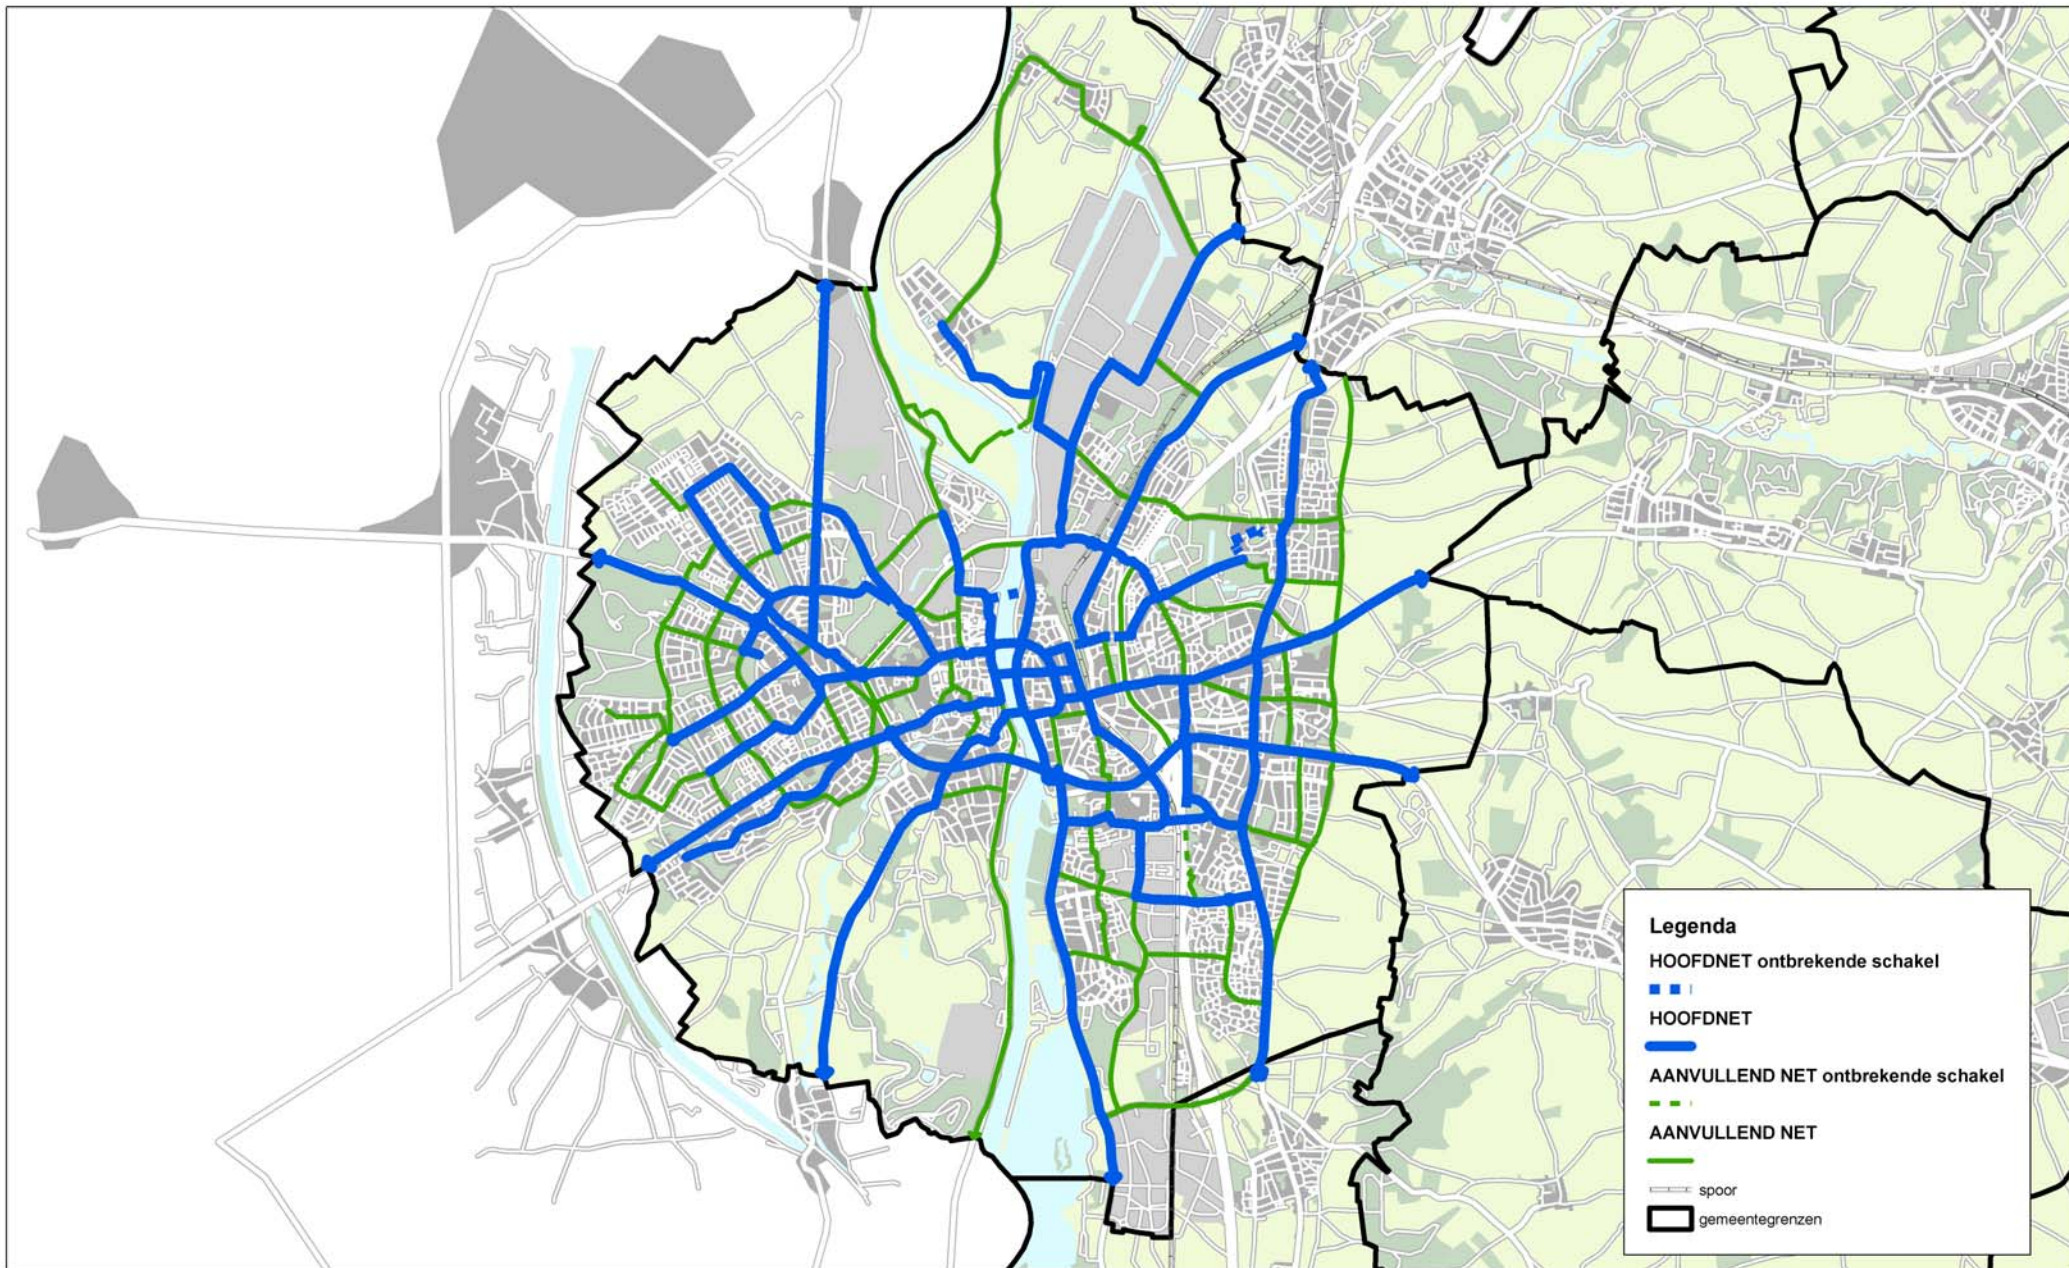 Legenda
HOOFDNET ontbrekende schakel
HOOFDNET
AANVULLEND NET ontbrekende schakel
AANVULLEND NET
spoor
gemeentegrenzen